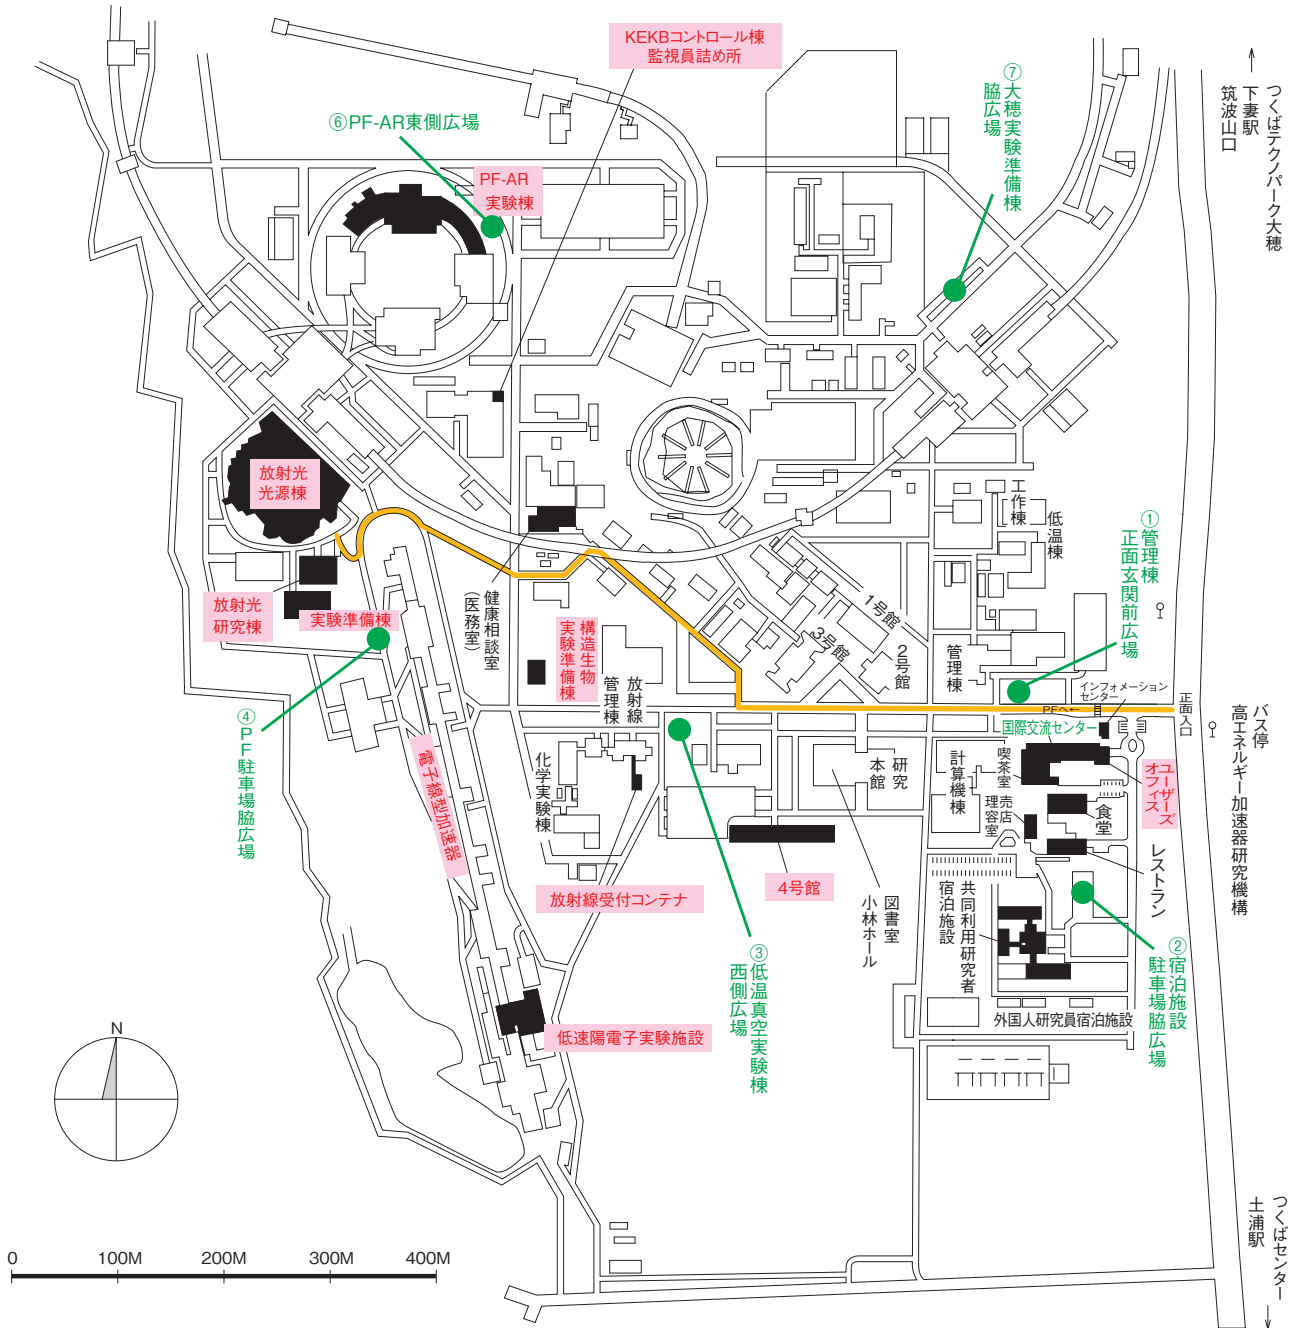 KEKBコントロール棟
監視員詰め所
⑦大穂実験準備棟
脇広場
つくばテクノパーク大穂
下妻駅
筑波山口
⑥PF-AR東側広場
PF-AR
実験棟
放射光
光源棟
工作棟
低温棟
①管理棟
正面玄関前広場
放射光
研究棟
実験準備棟
健康相談室
(医務室)
構造生物
実験準備棟
放射線
管理棟
1号館
3号館
2号館
管理棟
インフォメーション
センター
PFへ←
正面入口
バス停
高エネルギー加速器研究機構
国際交流センター
④PF駐車場脇広場
電子線型加速器
化学実験棟
研究
本館
計算機棟
喫茶室
売店
理容室
食堂
ユーザーズ
オフィス
レストラン
4号館
放射線受付コンテナ
図書室
小林ホール
共同利用研究者
宿泊施設
③低温真空実験棟
西側広場
②宿泊施設
駐車場脇広場
外国人研究員宿泊施設
低速陽電子実験施設
N
つくばセンター
土浦駅
0 100M 200M 300M 400M